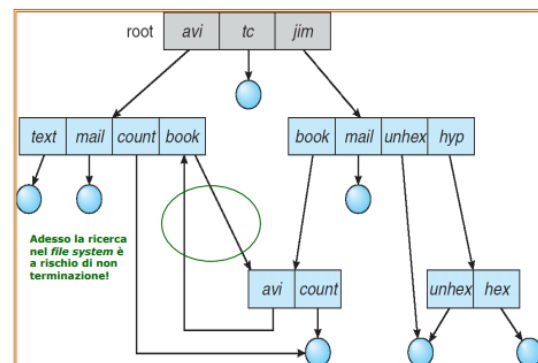 root avi tc jim
text mail count book
book mail unhex hyp
Adesso la ricerca
nel file system è
a rischio di non
terminazione!
avi count
unhex hex